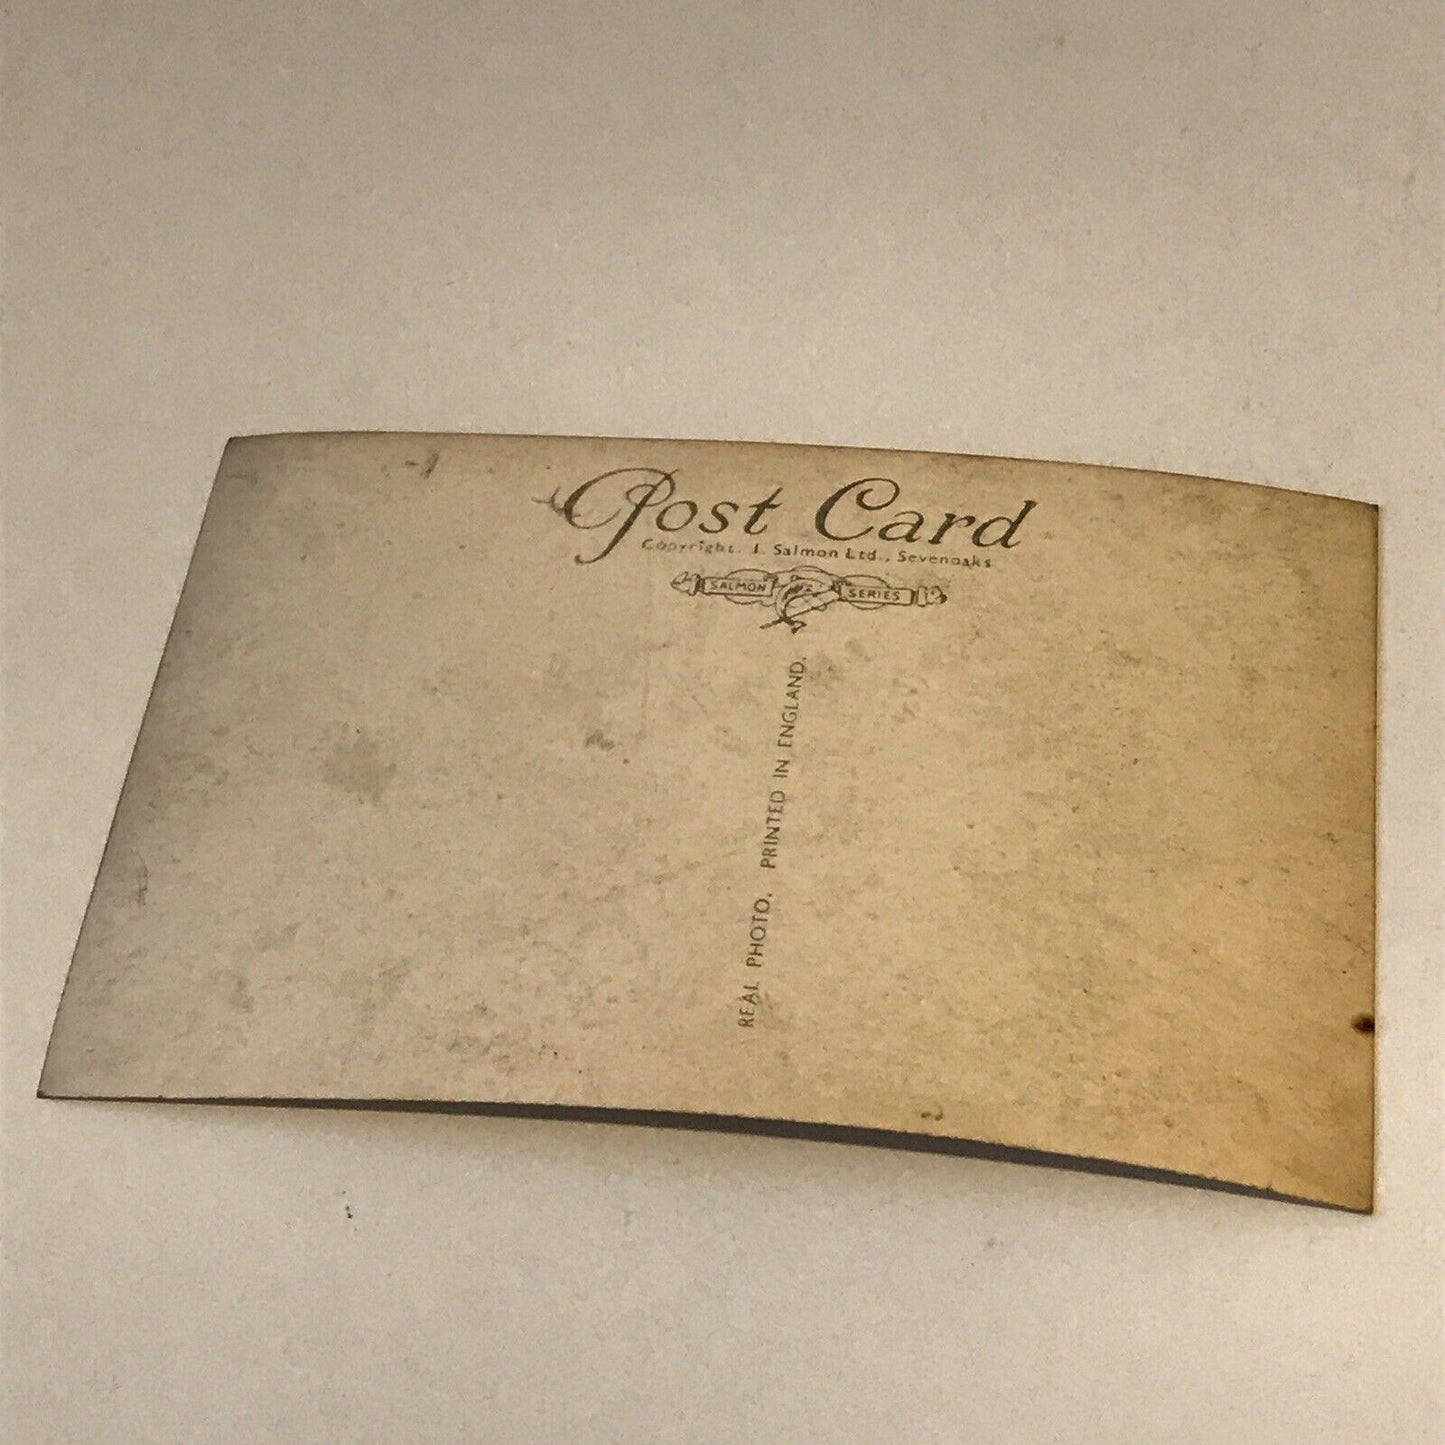 Post Card
Copyright. J. Salmon Ltd., Sevenoaks
SALMON SERIES
REAL PHOTO. PRINTED IN ENGLAND.